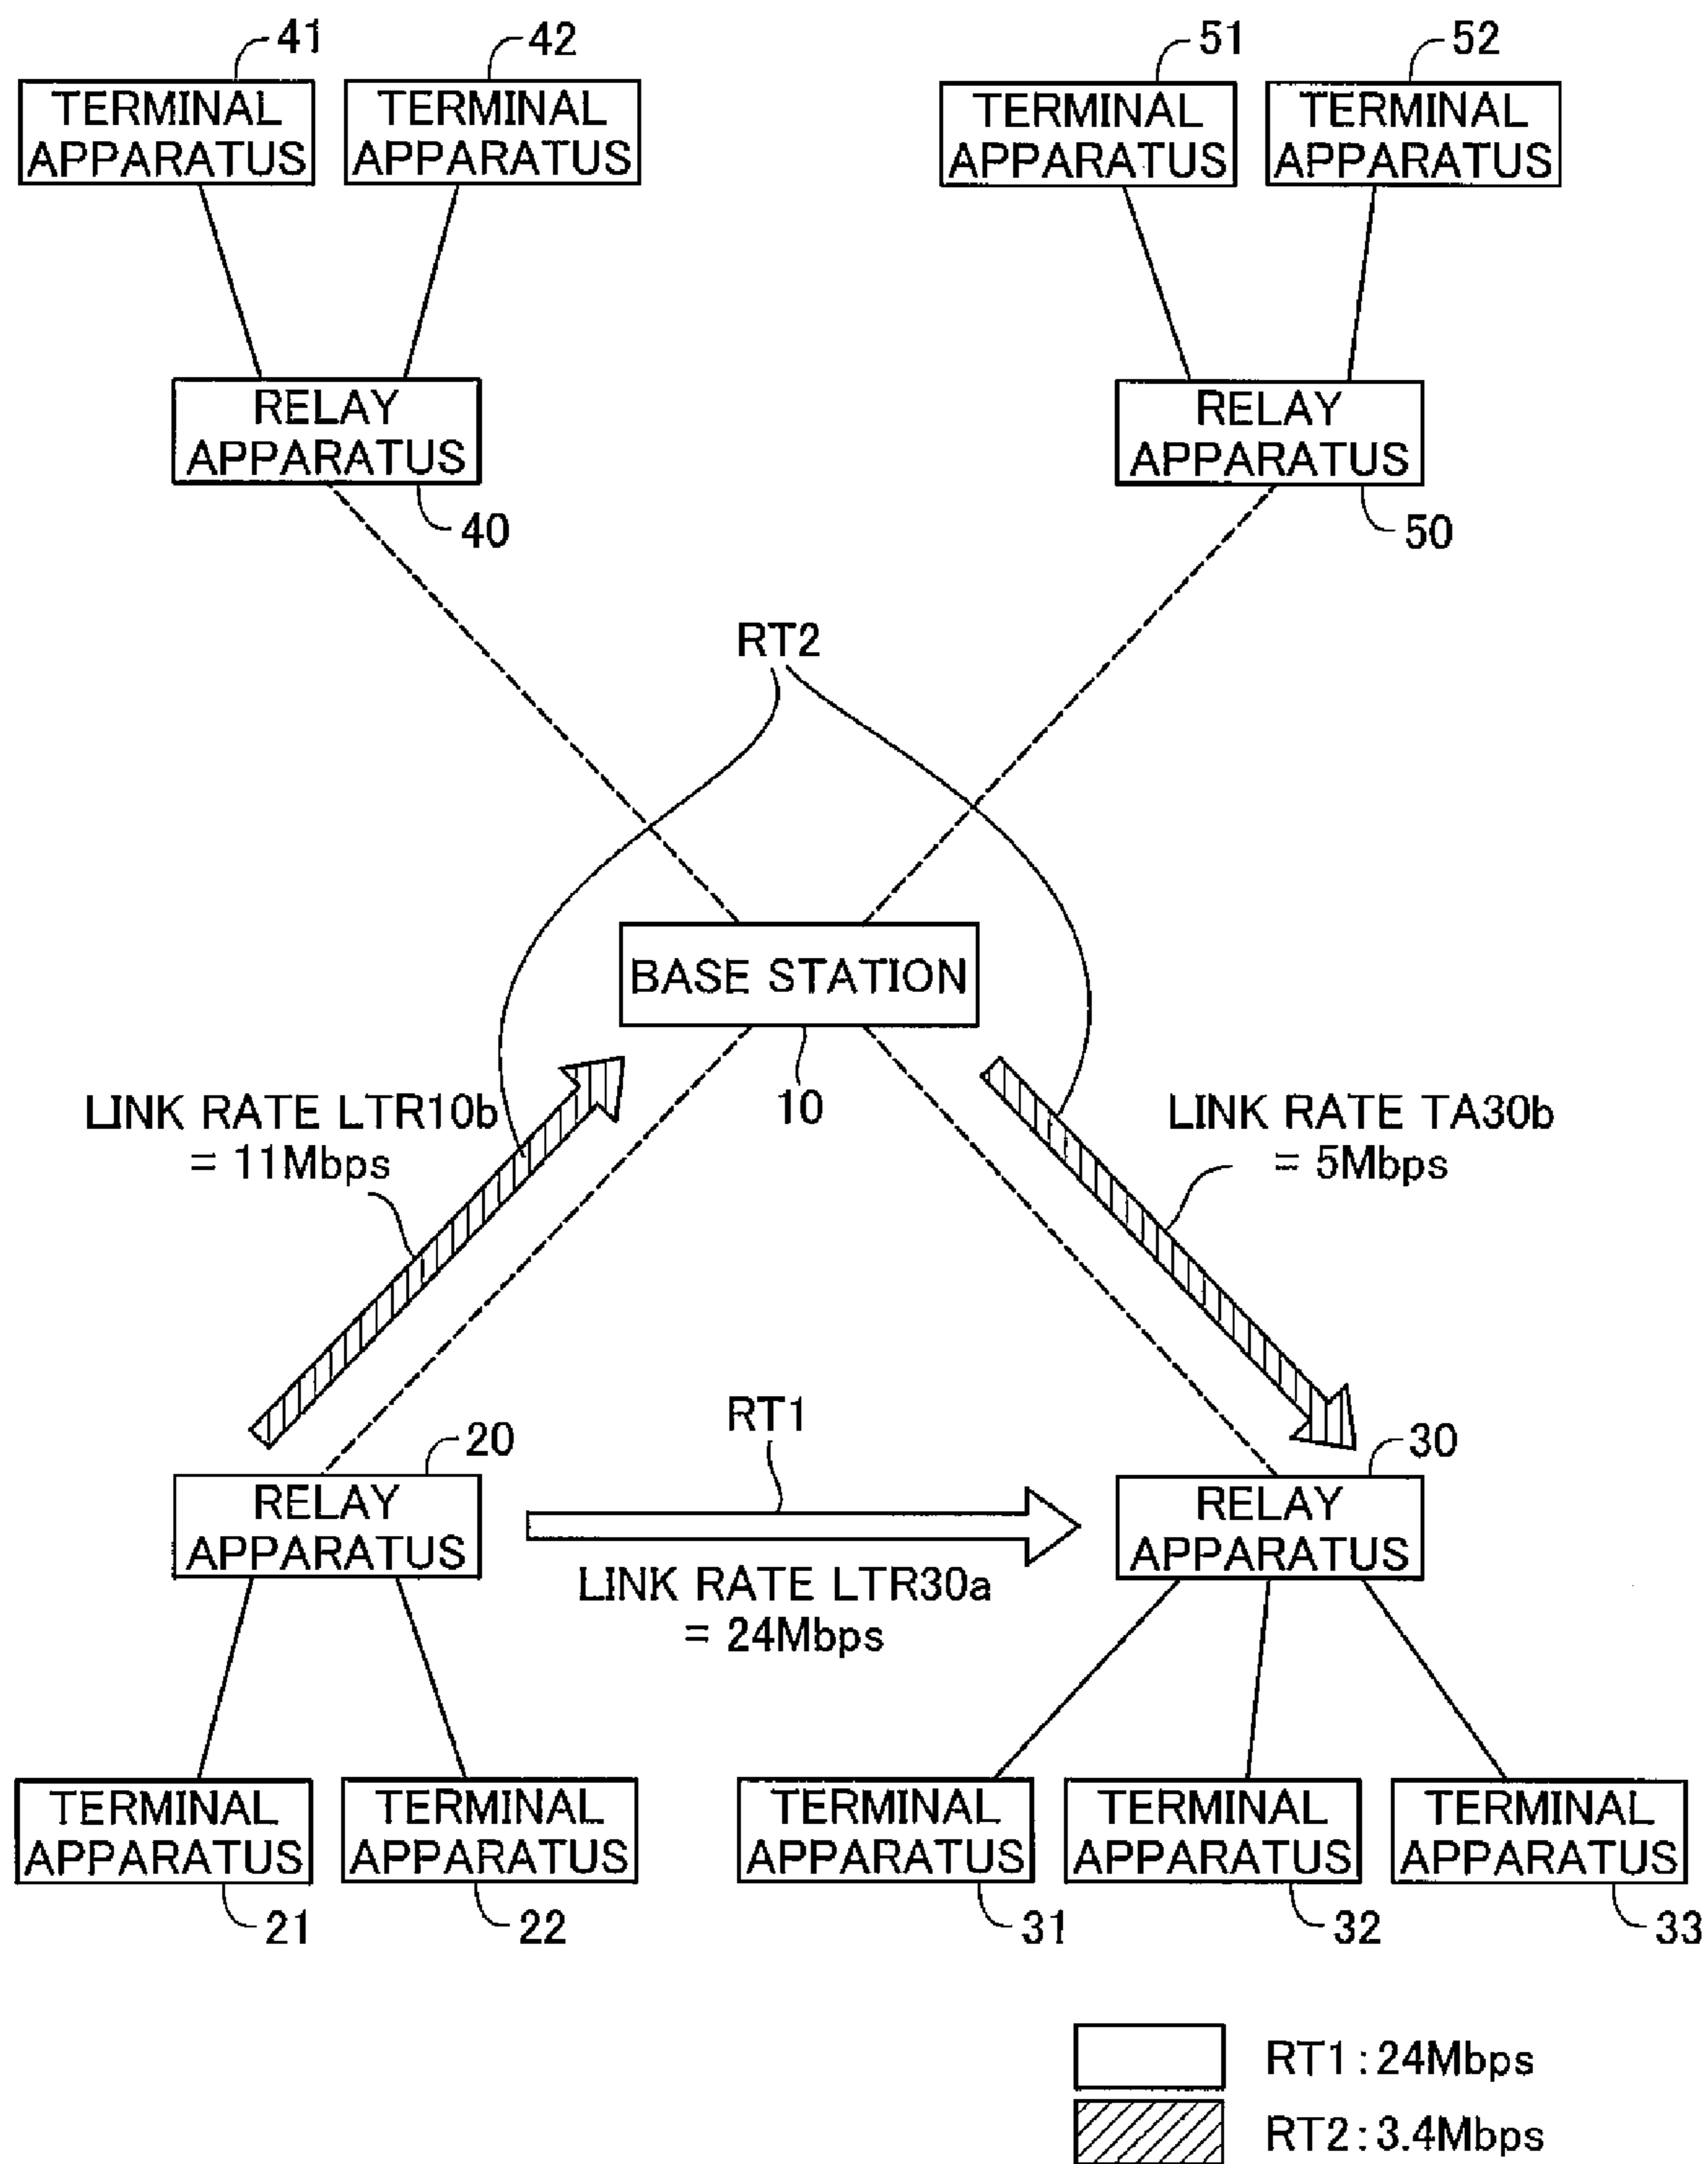 41
42
51
52
TERMINAL
APPARATUS
TERMINAL
APPARATUS
TERMINAL
APPARATUS
TERMINAL
APPARATUS
RELAY
APPARATUS
RELAY
APPARATUS
40
50
RT2
BASE STATION
10
LINK RATE LTR10b
= 11Mbps
LINK RATE TA30b
= 5Mbps
RT1
20
30
RELAY
APPARATUS
RELAY
APPARATUS
LINK RATE LTR30a
= 24Mbps
TERMINAL
APPARATUS
TERMINAL
APPARATUS
TERMINAL
APPARATUS
TERMINAL
APPARATUS
TERMINAL
APPARATUS
21
22
31
32
33
RT1:24Mbps
RT2:3.4Mbps